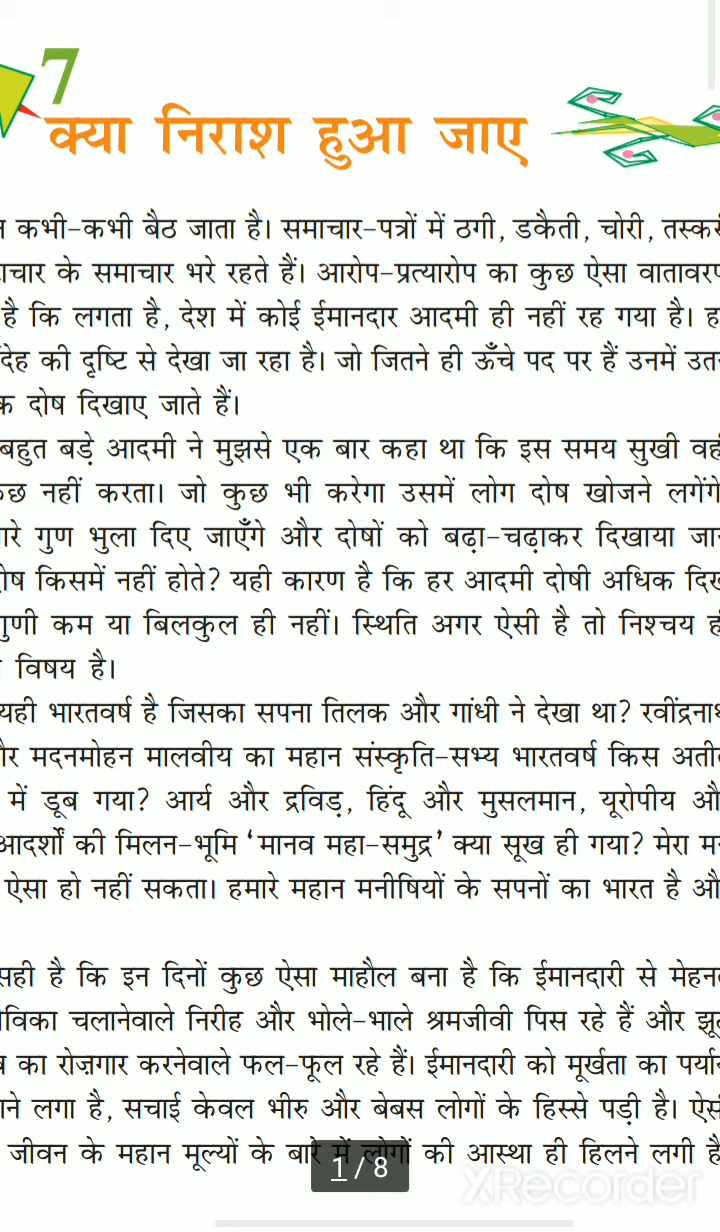 7
क्या निराश हुआ जाए
कभी-कभी बैठ जाता है। समाचार-पत्रों में ठगी, डकैती, चोरी,
के समाचार भरे रहते हैं। आरोप-प्रत्यारोप का कुछ ऐसा
है कि लगता है, देश में कोई ईमानदार आदमी ही नहीं रह गया है।
की दृष्टि से देखा जा रहा है। जो जितने ही ऊँचे पद पर हैं उनमें
दोष दिखाए जाते हैं।
बहुत बड़े आदमी ने मुझसे एक बार कहा था कि इस समय सुखी
नहीं करता। जो कुछ भी करेगा उसमें लोग दोष खोजने लगेंगे
गुण भुला दिए जाएँगे और दोषों को बढ़ा-चढ़ाकर दिखाया
किसमें नहीं होते? यही कारण है कि हर आदमी दोषी अधिक
कम या बिलकुल ही नहीं। स्थिति अगर ऐसी है तो निश्चय
विषय है।
यही भारतवर्ष है जिसका सपना तिलक और गांधी ने देखा था?
मदनमोहन मालवीय का महान संस्कृति-सभ्य भारतवर्ष किस
में डूब गया? आर्य और द्रविड़, हिंदू और मुसलमान, यूरोपीय
आदर्शों की मिलन-भूमि ‘मानव महा-समुद्र’ क्या सूख ही गया? मेरा
ऐसा हो नहीं सकता। हमारे महान मनीषियों के सपनों का भारत है
सही है कि इन दिनों कुछ ऐसा माहौल बना है कि ईमानदारी से
चलानेवाले निरीह और भोले-भाले श्रमजीवी पिस रहे हैं और
का रोज़गार करनेवाले फल-फूल रहे हैं। ईमानदारी को मूर्खता का
लगा है, सचाई केवल भीरु और बेबस लोगों के हिस्से पड़ी है।
जीवन के महान मूल्यों के बारे में लोगों की आस्था ही हिलने लगी है
1 / 8
XRecorder